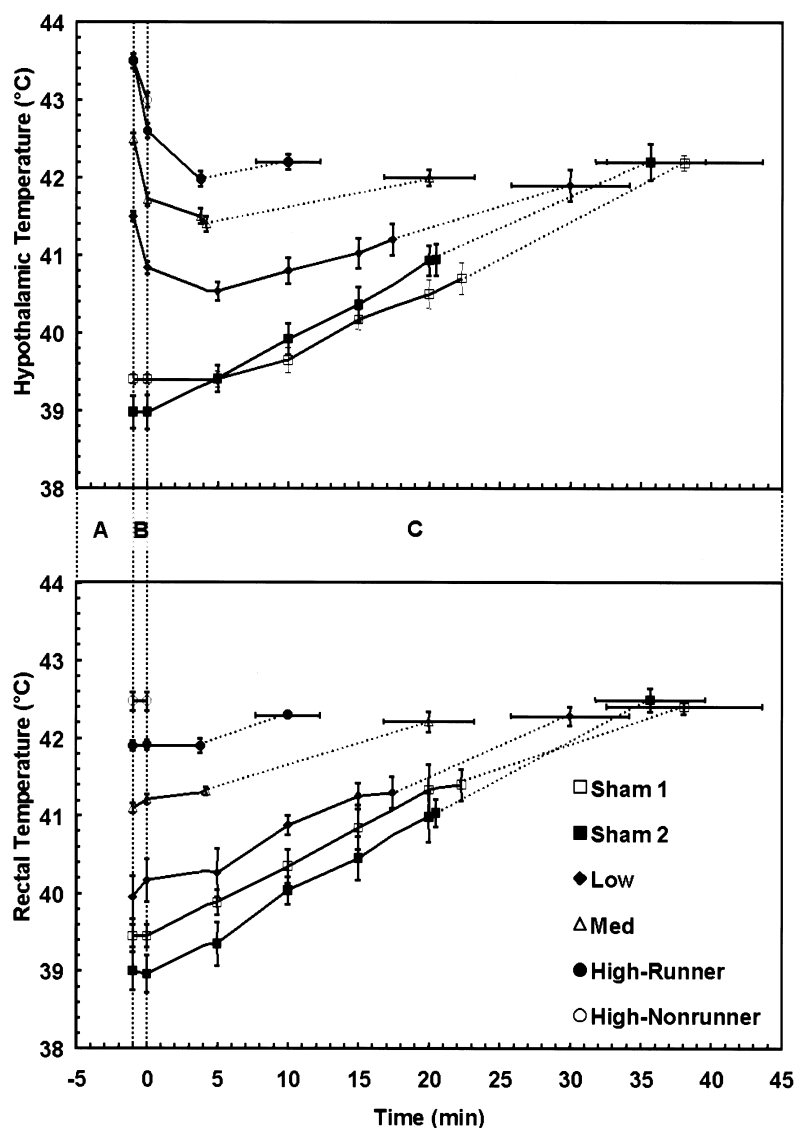 Hypothalamic Temperature (°C)
44
43
42
41
40
39
38
A B C
Rectal Temperature (°C)
44
43
42
41
40
39
38
Sham 1
Sham 2
Low
Med
High-Runner
High-Nonrunner
-5 0 5 10 15 20 25 30 35 40 45
Time (min)